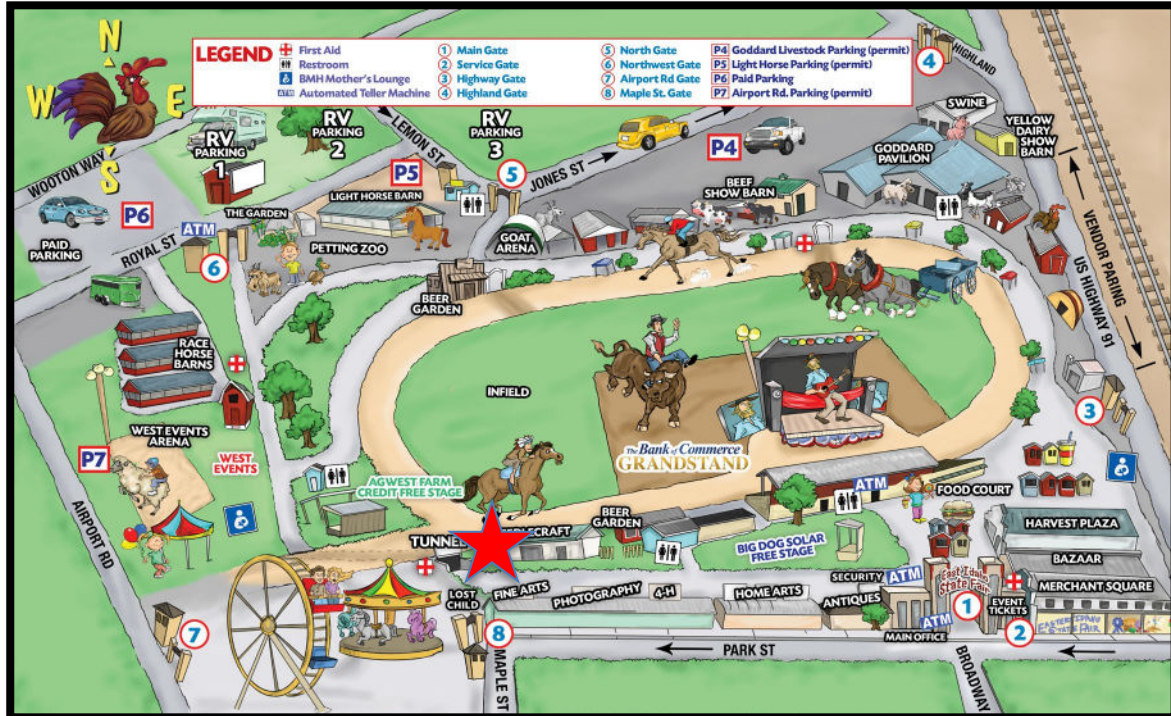 N
W E
S
LEGEND
First Aid
Restroom
BMH Mother's Lounge
ATM Automated Teller Machine
1 Main Gate
2 Service Gate
3 Highway Gate
4 Highland Gate
5 North Gate
6 Northwest Gate
7 Airport Rd Gate
8 Maple St. Gate
P4 Goddard Livestock Parking (permit)
P5 Light Horse Parking (permit)
P6 Paid Parking
P7 Airport Rd. Parking (permit)
4
HIGHLAND
WOOTON WAY
RV
PARKING
1
RV
PARKING
2
LEMON ST
RV
PARKING
3
P5
5
JONES ST
P4
SWINE
YELLOW
DAIRY
SHOW
BARN
GODDARD
PAVILION
P6
PAID
PARKING
ROYAL ST
ATM
6
THE GARDEN
LIGHT HORSE BARN
PETTING ZOO
GOAT
ARENA
BEEF
SHOW BARN
BEER
GARDEN
VENDOR PARING
US HIGHWAY 91
RACE
HORSE
BARNS
INFIELD
WEST EVENTS
ARENA
P7
WEST
EVENTS
AGWEST FARM
CREDIT FREE STAGE
The Bank of Commerce
GRANDSTAND
3
ATM
FOOD COURT
AIRPORT RD
TUNNEL
BEER
GARDEN
BIG DOG SOLAR
FREE STAGE
HARVEST PLAZA
BAZAAR
MERCHANT SQUARE
LOST
CHILD
FINE ARTS
PHOTOGRAPHY
4-H
HOME ARTS
ANTIQUES
SECURITY
ATM
East Idaho
State Fair
1
EVENT
TICKETS
2
ATM
MAIN OFFICE
7
8
MAPLE ST
PARK ST
BROADWAY